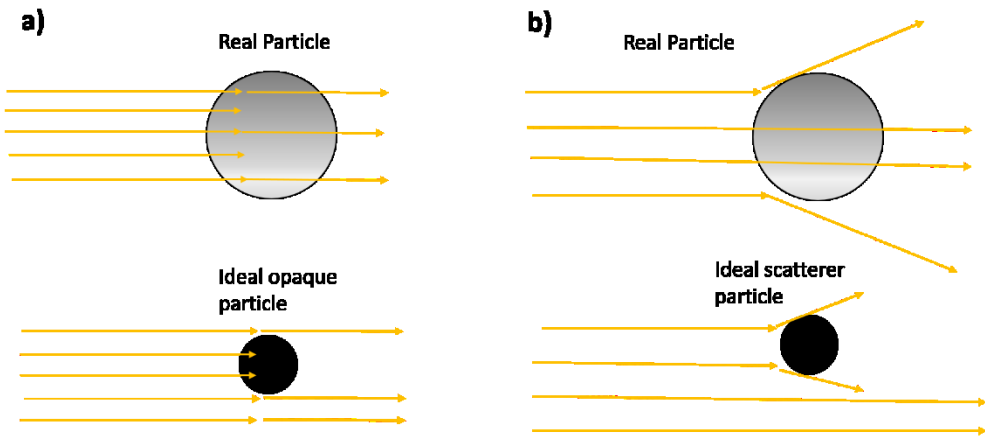 a)
Real Particle
Ideal opaque
particle
b)
Real Particle
Ideal scatterer
particle